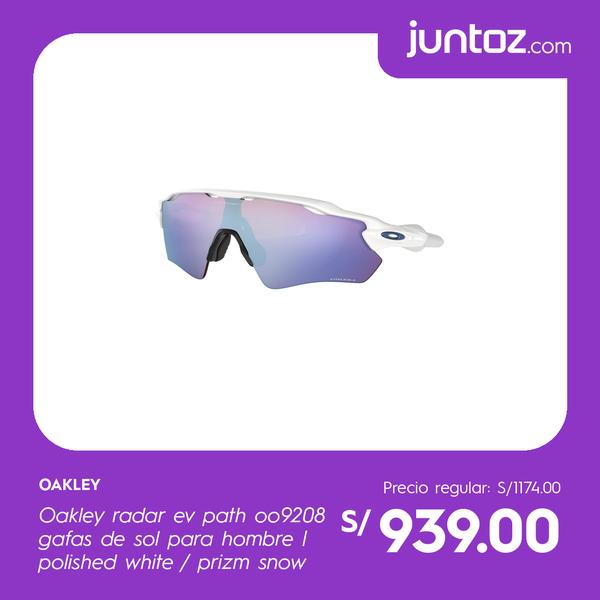 juntoz.com
OAKLEY
Precio regular: S/1174.00
Oakley radar ev path oo9208
gafas de sol para hombre |
polished white / prizm snow
S/ 939.00